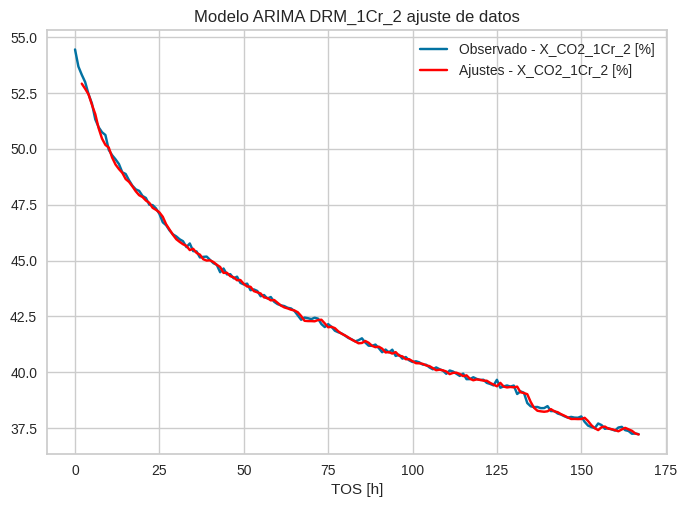 Modelo ARIMA DRM_1Cr_2 ajuste de datos
55.0
52.5
50.0
47.5
45.0
42.5
40.0
37.5
Observado - X_CO2_1Cr_2 [%]
Ajustes - X_CO2_1Cr_2 [%]
0 25 50 75 100 125 150 175
TOS [h]